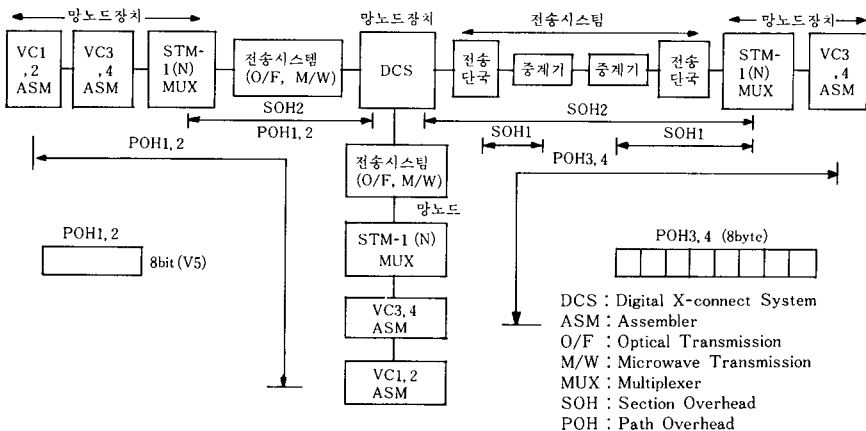 망노드장치
망노드장치
전송시스팀
망노드장치
VC1
,2
ASM
VC3
,4
ASM
STM-
1(N)
MUX
전송시스템
(O/F, M/W)
DCS
전송
단국
중계기
중계기
전송
단국
STM-
1(N)
MUX
VC3
,4
ASM
SOH2
SOH2
POH1,2
POH1,2
SOH1
SOH1
POH3,4
전송시스팀
(O/F, M/W)
망노드
STM-1 (N)
MUX
VC3,4
ASM
VC1,2
ASM
POH1,2
8bit(V5)
POH3,4 (8byte)
DCS : Digital X-connect System
ASM : Assembler
O/F : Optical Transmission
M/W : Microwave Transmission
MUX : Multiplexer
SOH : Section Overhead
POH : Path Overhead